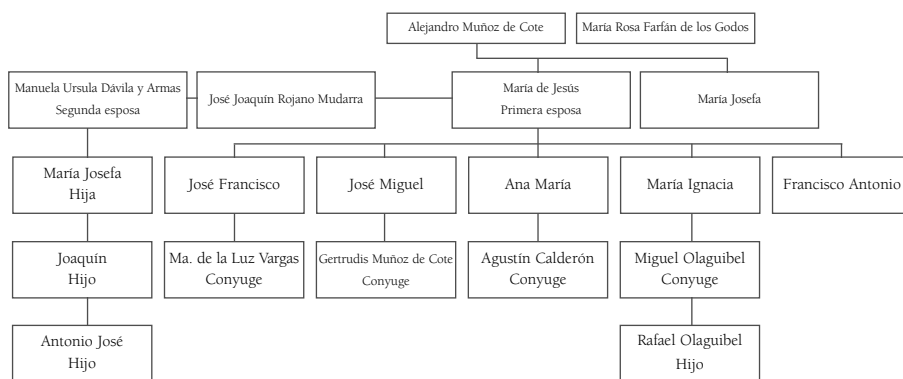 Alejandro Muñoz de Cote
María Rosa Farfán de los Godos
Manuela Ursula Dávila y Armas
Segunda esposa
José Joaquín Rojano Mudarra
María de Jesús
Primera esposa
María Josefa
María Josefa
Hija
José Francisco
José Miguel
Ana María
María Ignacia
Francisco Antonio
Joaquín
Hijo
Ma. de la Luz Vargas
Conyuge
Gertrudis Muñoz de Cote
Conyuge
Agustín Calderón
Conyuge
Miguel Olaguibel
Conyuge
Antonio José
Hijo
Rafael Olaguibel
Hijo